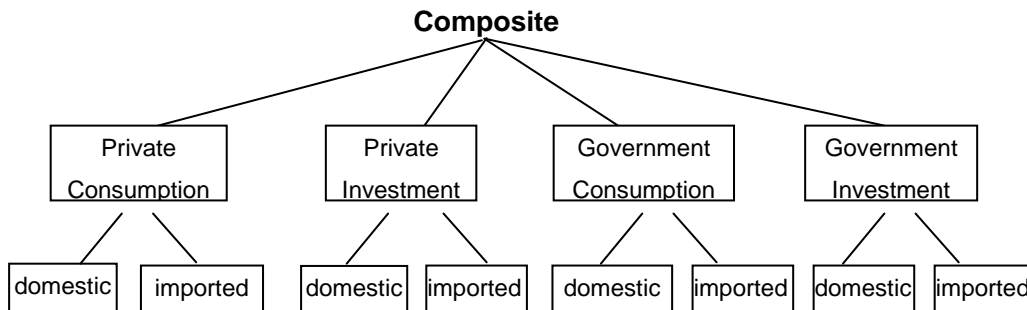 Composite
Private
Consumption
Private
Investment
Government
Consumption
Government
Investment
domestic
imported
domestic
imported
domestic
imported
domestic
imported